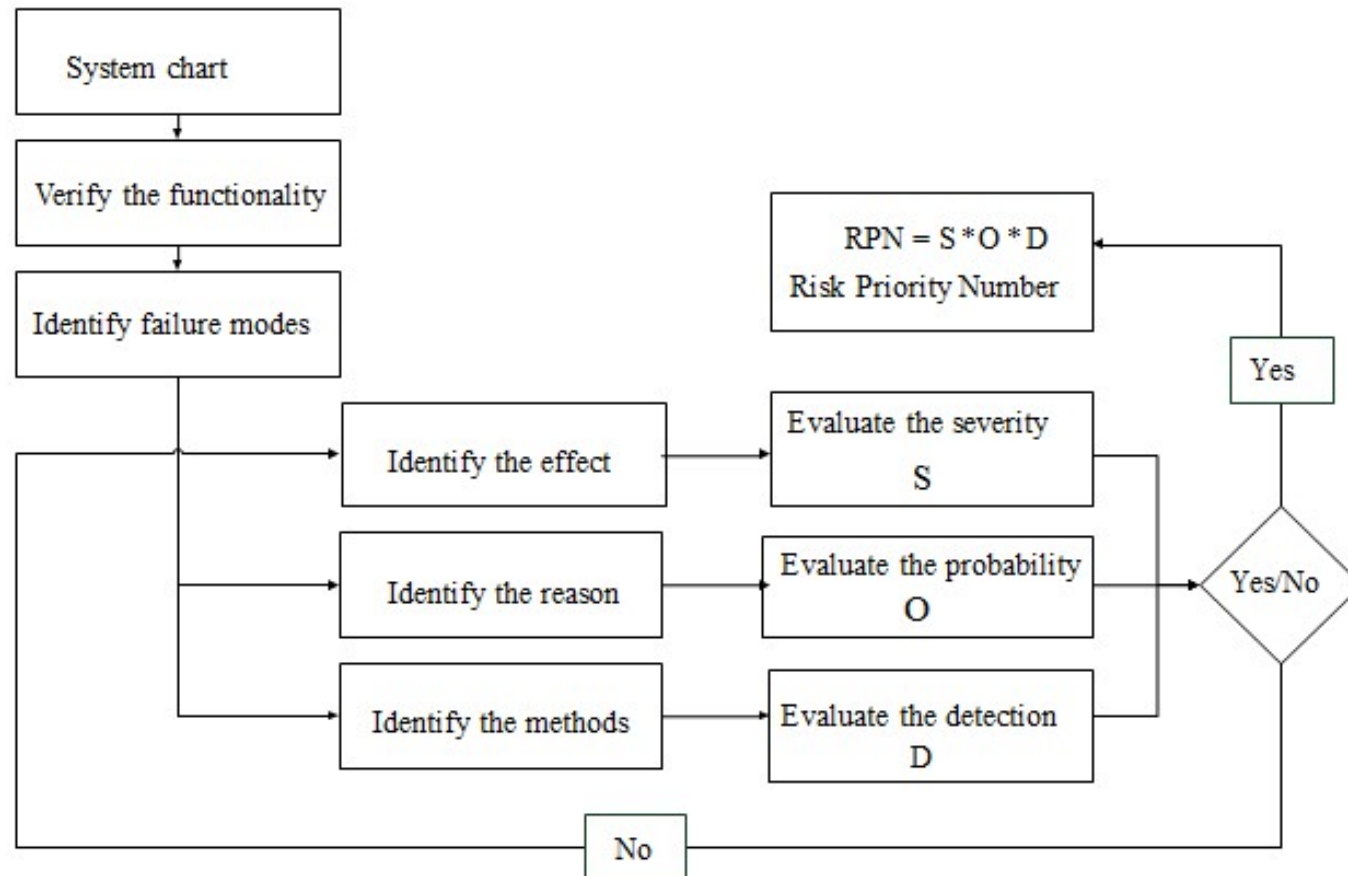 System chart
Verify the functionality
Identify failure modes
RPN = S*O*D
Risk Priority Number
Yes
Identify the effect
Evaluate the severity
S
Identify the reason
Evaluate the probability
O
Yes/No
Identify the methods
Evaluate the detection
D
No